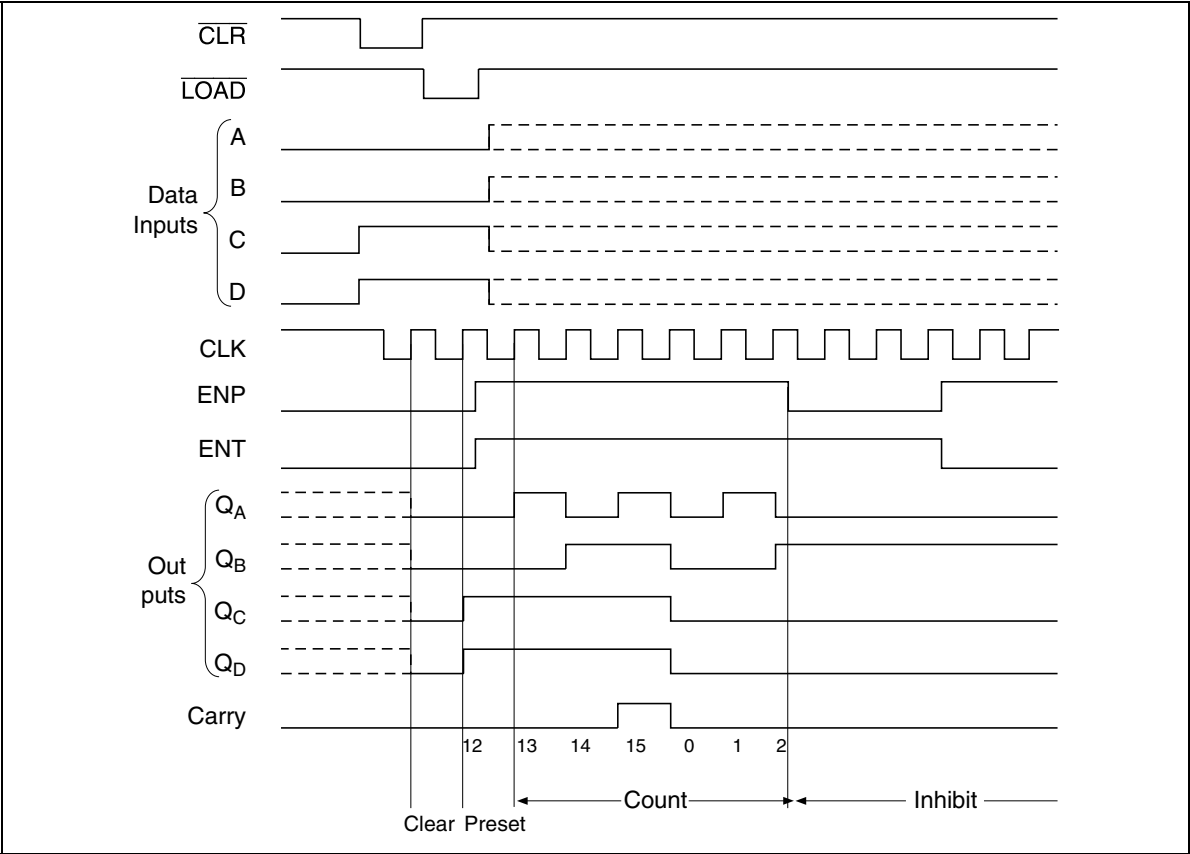 CLR
LOAD
A
B
C
D
Data
Inputs
CLK
ENP
ENT
QA
QB
QC
QD
Out
puts
Carry
12 13 14 15 0 1 2
Count Inhibit
Clear Preset